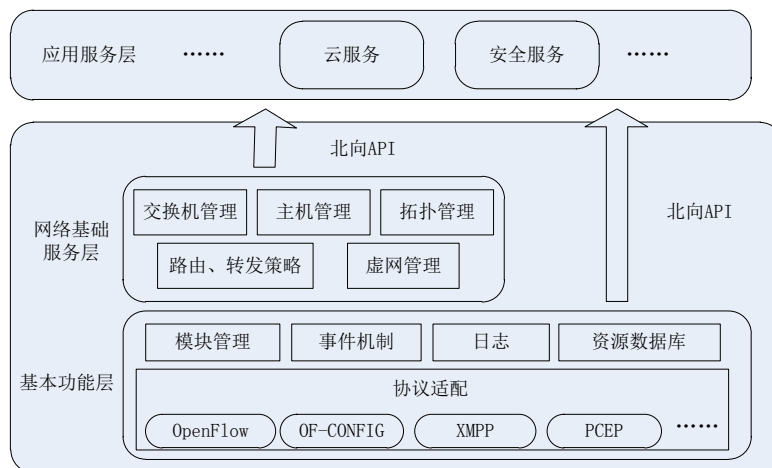 应用服务层 …… 云服务 安全服务 ……
北向API
交换机管理 主机管理 拓扑管理
北向API
网络基础
服务层
路由、转发策略 虚网管理
模块管理 事件机制 日志 资源数据库
基本功能层
协议适配
OpenFlow OF-CONFIG XMPP PCEP ……